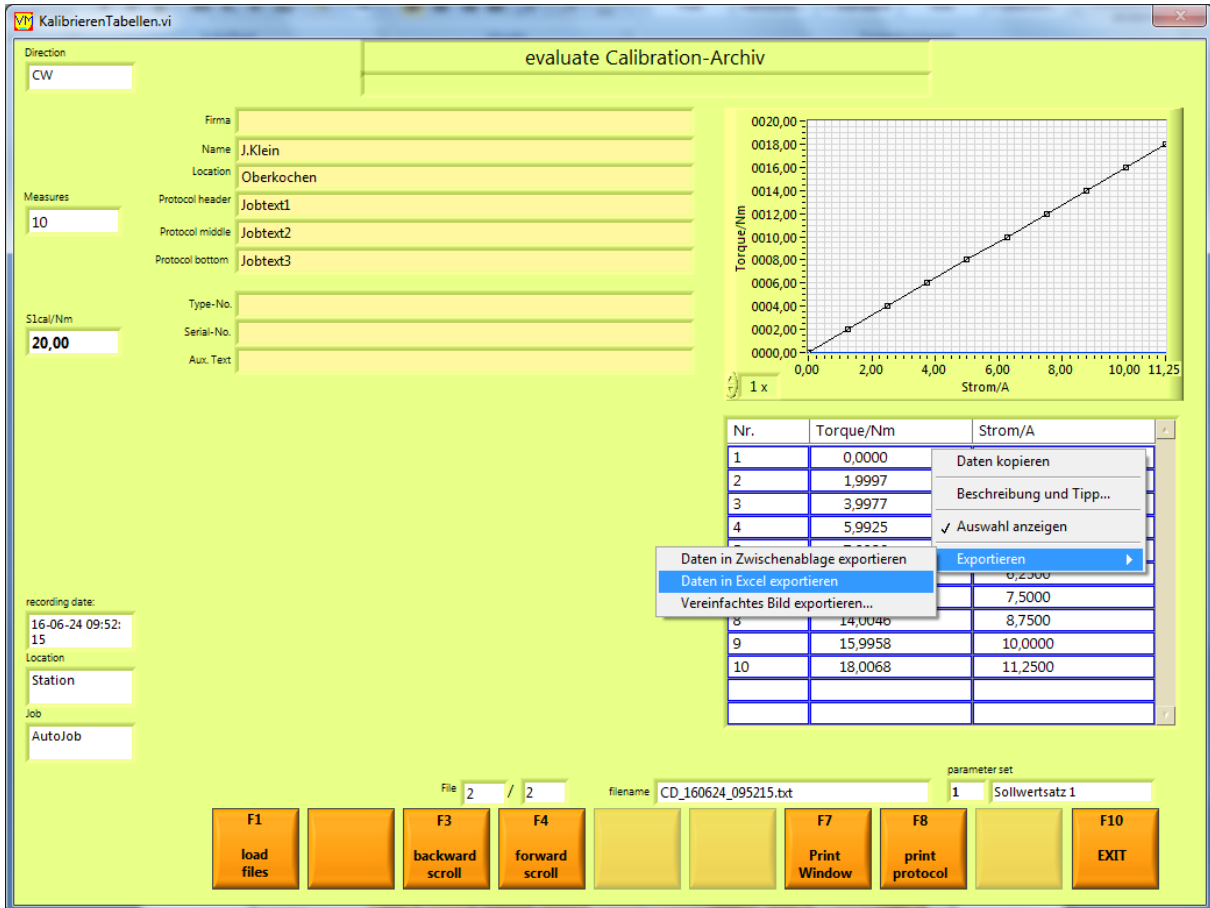 KalibrierenTabellen.vi
Direction
CW
evaluate Calibration-Archiv
Firma
Name J.Klein
Location Oberkochen
Measures
10
Protocol header Jobtext1
Protocol middle Jobtext2
Protocol bottom Jobtext3
Type-No.
S1cal/Nm
20,00
Serial-No.
Aux. Text
Torque/Nm
0020,00
0018,00
0016,00
0014,00
0012,00
0010,00
0008,00
0006,00
0004,00
0002,00
0000,00
0,00 2,00 4,00 6,00 8,00 10,00 11,25
Strom/A
1 x
Nr. Torque/Nm Strom/A
1 0,0000
2 1,9997
3 3,9977
4 5,9925
Daten kopieren
Beschreibung und Tipp...
✓ Auswahl anzeigen
Exportieren
Daten in Zwischenablage exportieren
Daten in Excel exportieren
Vereinfachtes Bild exportieren...
6,2500
7,5000
8 14,0046 8,7500
9 15,9958 10,0000
10 18,0068 11,2500
recording date:
16-06-24 09:52:
15
Location
Station
Job
AutoJob
File 2 / 2
filename CD_160624_095215.txt
parameter set
1 Sollwertsatz 1
F1
load
files
F3
backward
scroll
F4
forward
scroll
F7
Print
Window
F8
print
protocol
F10
EXIT